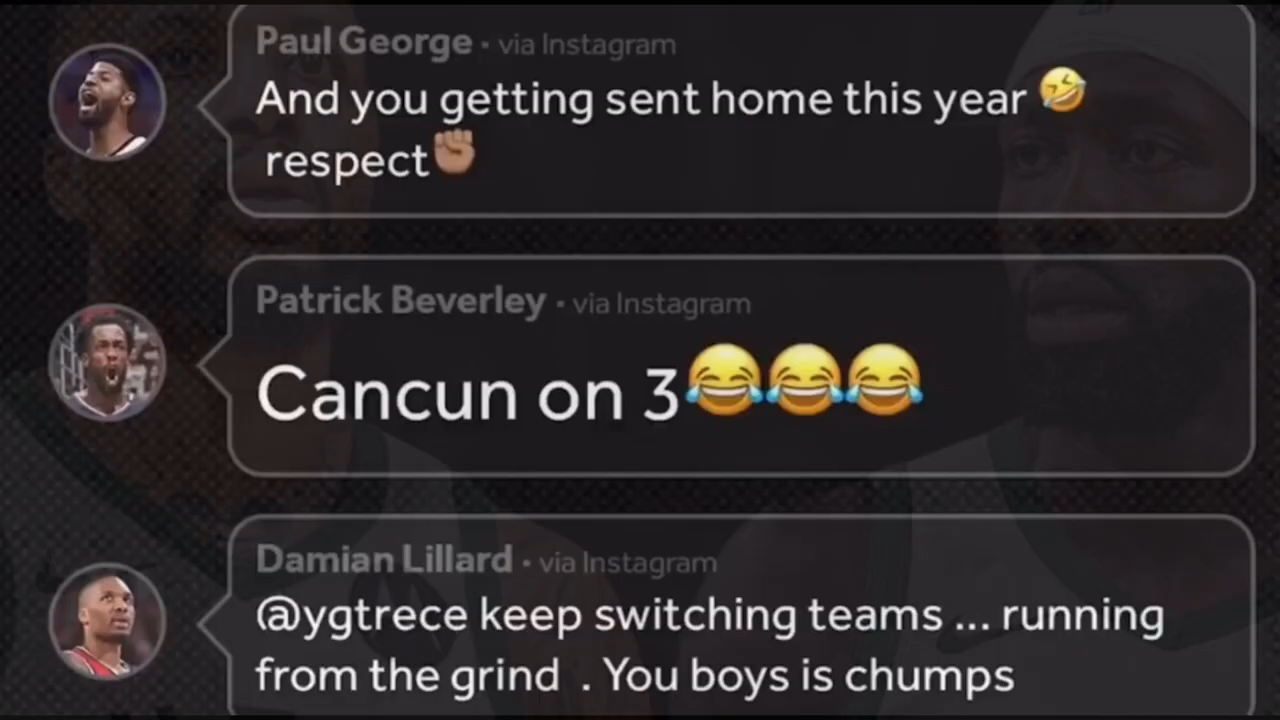 Paul George · via Instagram
And you getting sent home this year 🤣
respect✊🏽
Patrick Beverley · via Instagram
Cancun on 3😂😂😂
Damian Lillard · via Instagram
@ygtrece keep switching teams ... running
from the grind . You boys is chumps